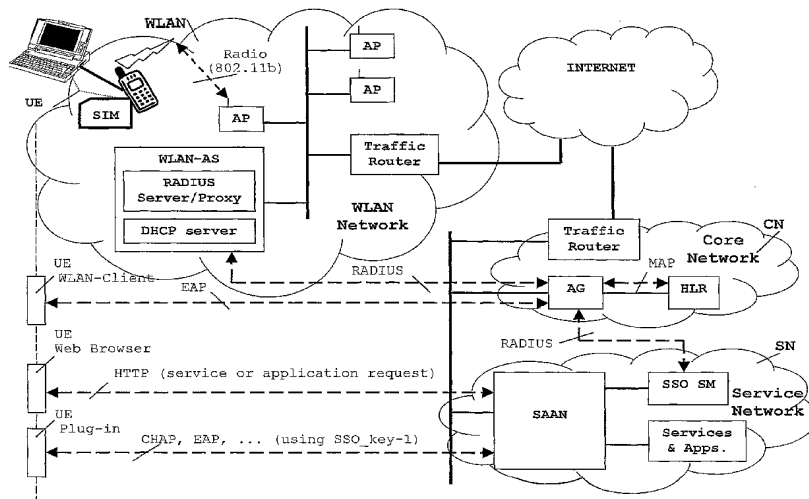 WLAN
Radio
(802.11b)
AP
AP
INTERNET
UE
SIM
AP
WLAN-AS
RADIUS
Server/Proxy
DHCP server
Traffic
Router
WLAN
Network
Traffic
Router
CN
Core
Network
UE
WLAN-Client
RADIUS
EAP
AG
MAP
HLR
RADIUS
SN
UE
Web Browser
HTTP (service or application request)
SAAN
SSO SM
Service
Network
UE
Plug-in
CHAP, EAP, ... (using SSO_key-1)
Services
& Apps.